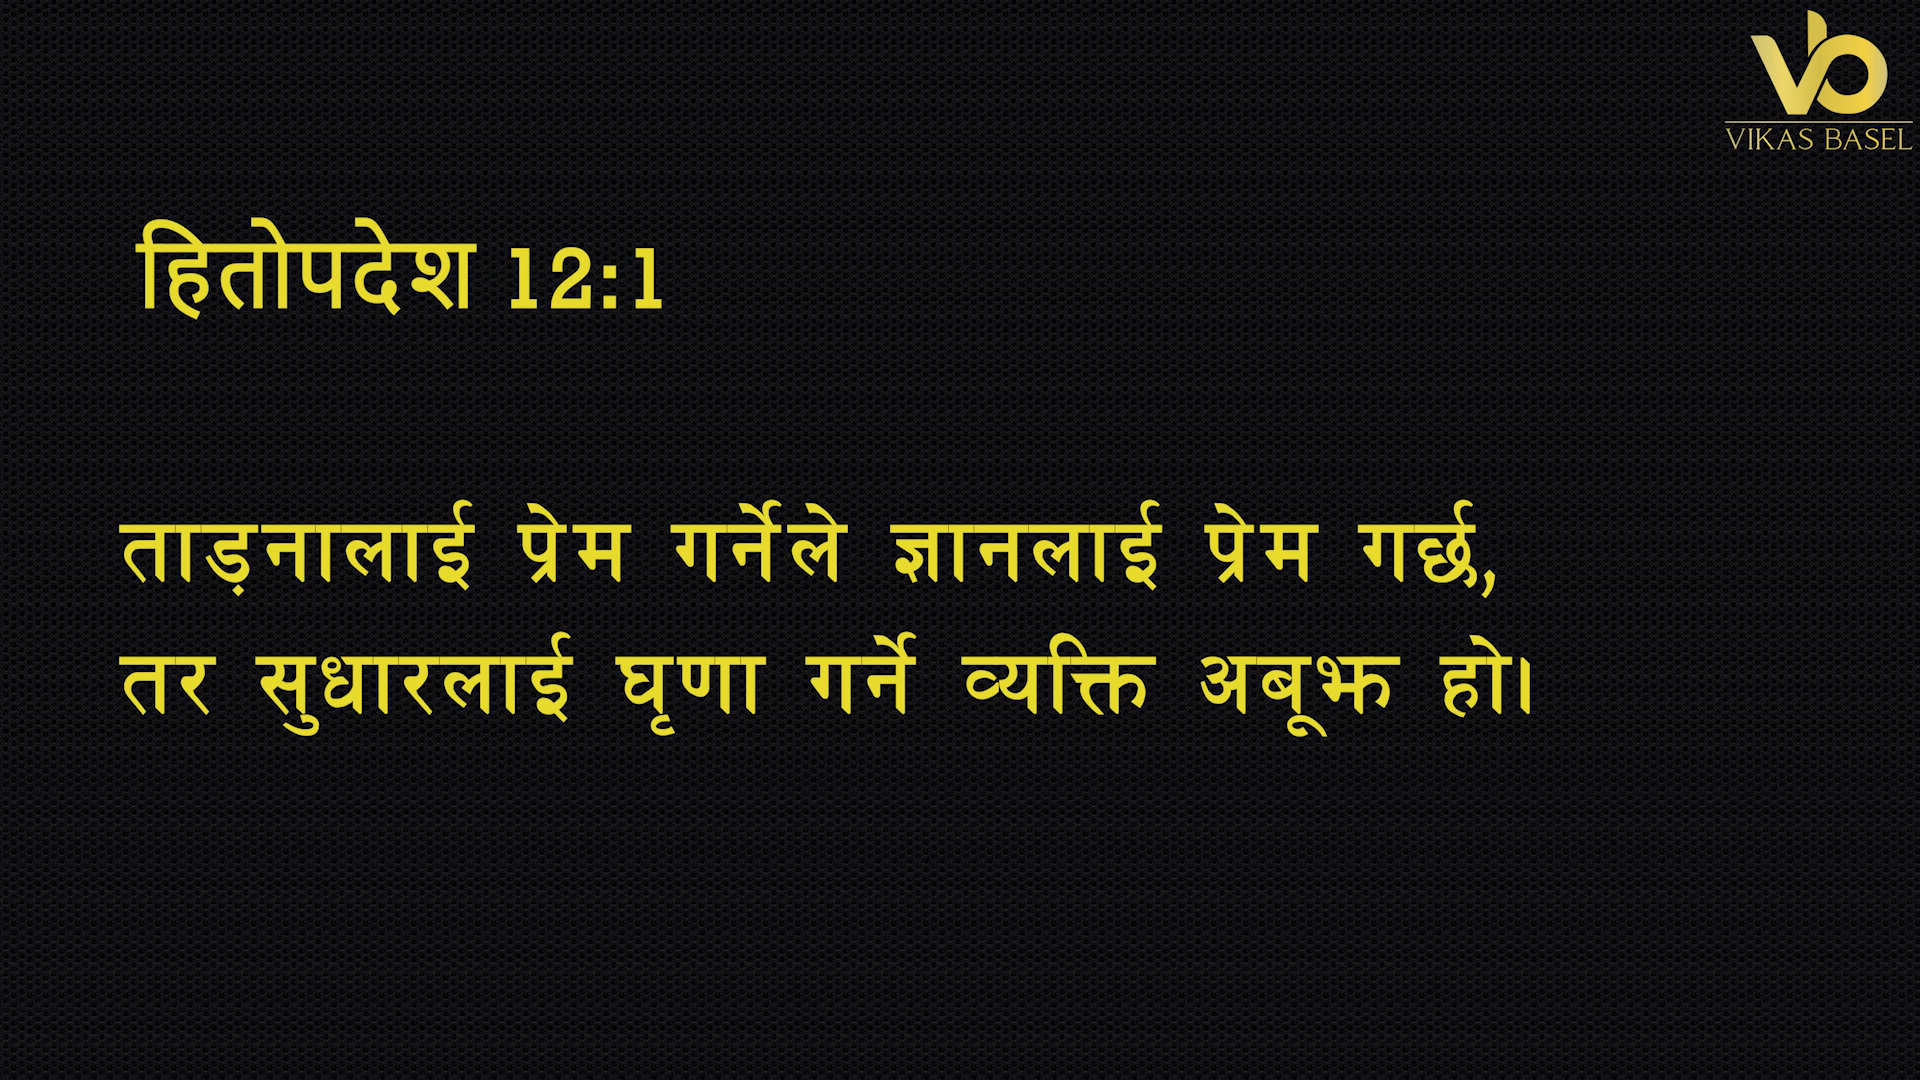 VIKAS BASEL
हितोपदेश 12:1
ताड़नालाई प्रेम गर्नेले ज्ञानलाई प्रेम गर्छ,
तर सुधारलाई घृणा गर्ने व्यक्ति अबूझ हो।